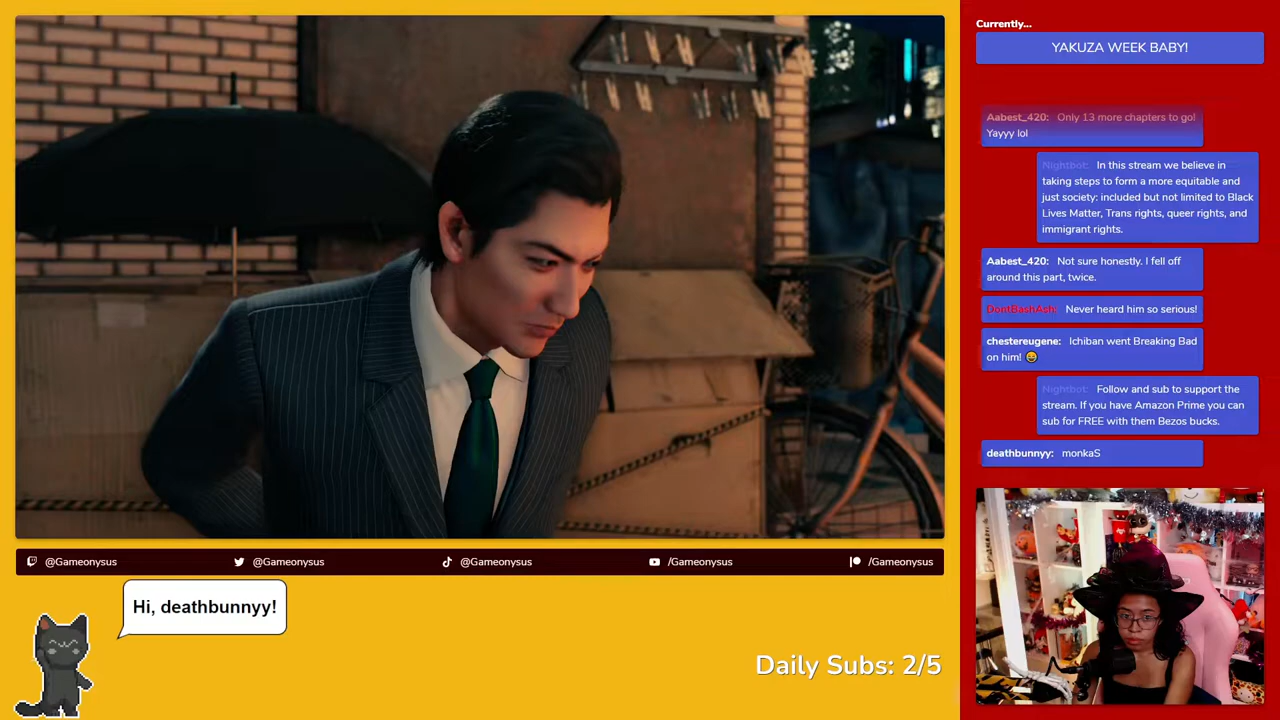 Currently...
YAKUZA WEEK BABY!
Aabest_420: Only 13 more chapters to go!
Yayyy lol
Nightbot: In this stream we believe in
taking steps to form a more equitable and
just society: included but not limited to Black
Lives Matter, Trans rights, queer rights, and
immigrant rights.
Aabest_420: Not sure honestly. I fell off
around this part, twice.
DontBashAsh: Never heard him so serious!
chestereugene: Ichiban went Breaking Bad
on him! 😄
Nightbot: Follow and sub to support the
stream. If you have Amazon Prime you can
sub for FREE with them Bezos bucks.
deathbunnyy: monkaS
@Gameonysus @Gameonysus @Gameonysus /Gameonysus /Gameonysus
Hi, deathbunnyy!
Daily Subs: 2/5